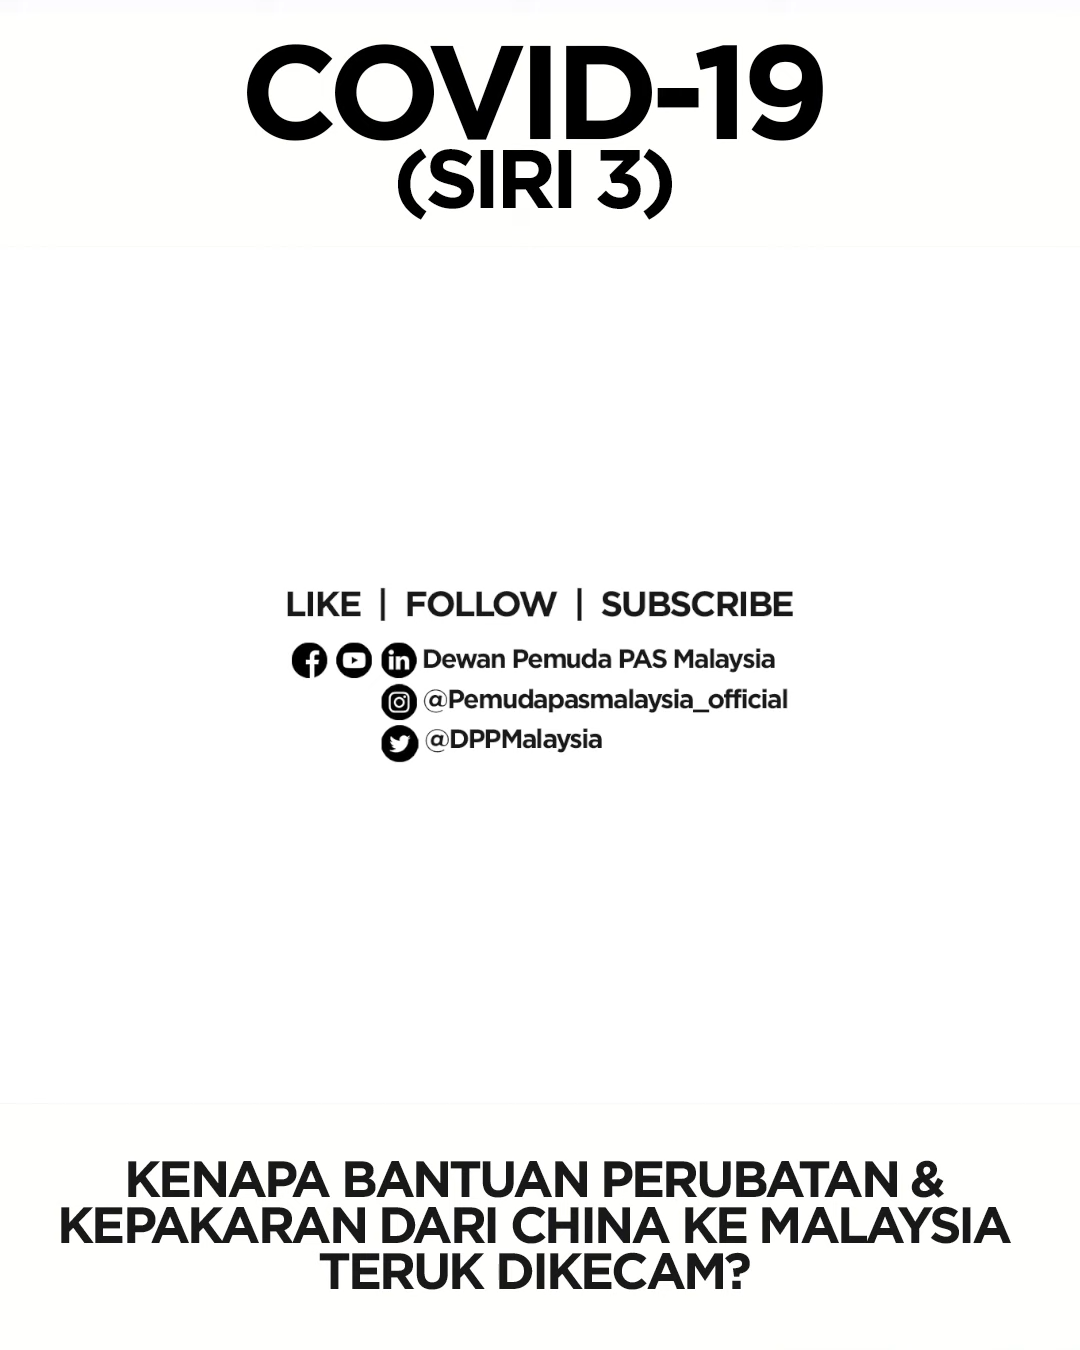 COVID-19
(SIRI 3)
LIKE | FOLLOW | SUBSCRIBE
Dewan Pemuda PAS Malaysia
@Pemudapasmalaysia_official
@DPPMalaysia
KENAPA BANTUAN PERUBATAN &
KEPAKARAN DARI CHINA KE MALAYSIA
TERUK DIKECAM?